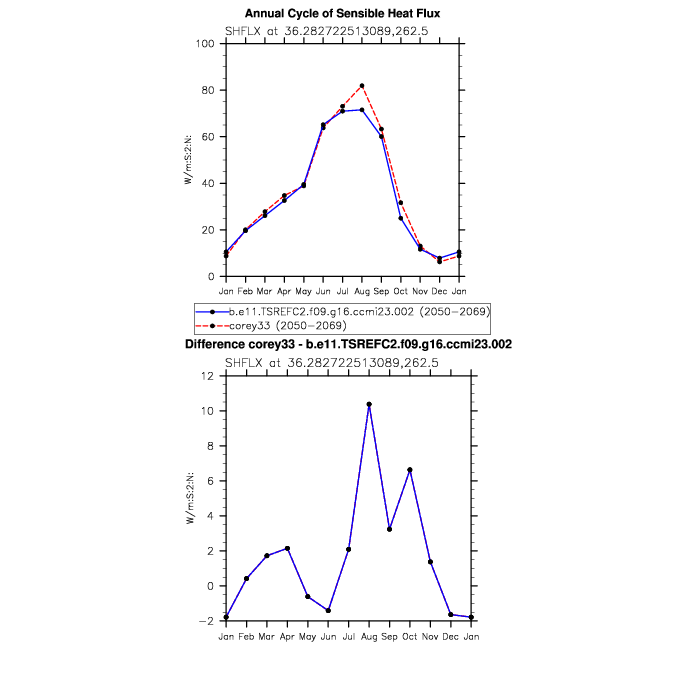 Annual Cycle of Sensible Heat Flux
SHFLX at 36.282722513089,262.5
100
80
60
40
20
0
W/m:S:2:N:
Jan Feb Mar Apr May Jun Jul Aug Sep Oct Nov Dec Jan
b.e11.TSREFC2.f09.g16.ccmi23.002 (2050-2069)
corey33 (2050-2069)
Difference corey33 - b.e11.TSREFC2.f09.g16.ccmi23.002
SHFLX at 36.282722513089,262.5
12
10
8
6
4
2
0
-2
W/m:S:2:N:
Jan Feb Mar Apr May Jun Jul Aug Sep Oct Nov Dec Jan